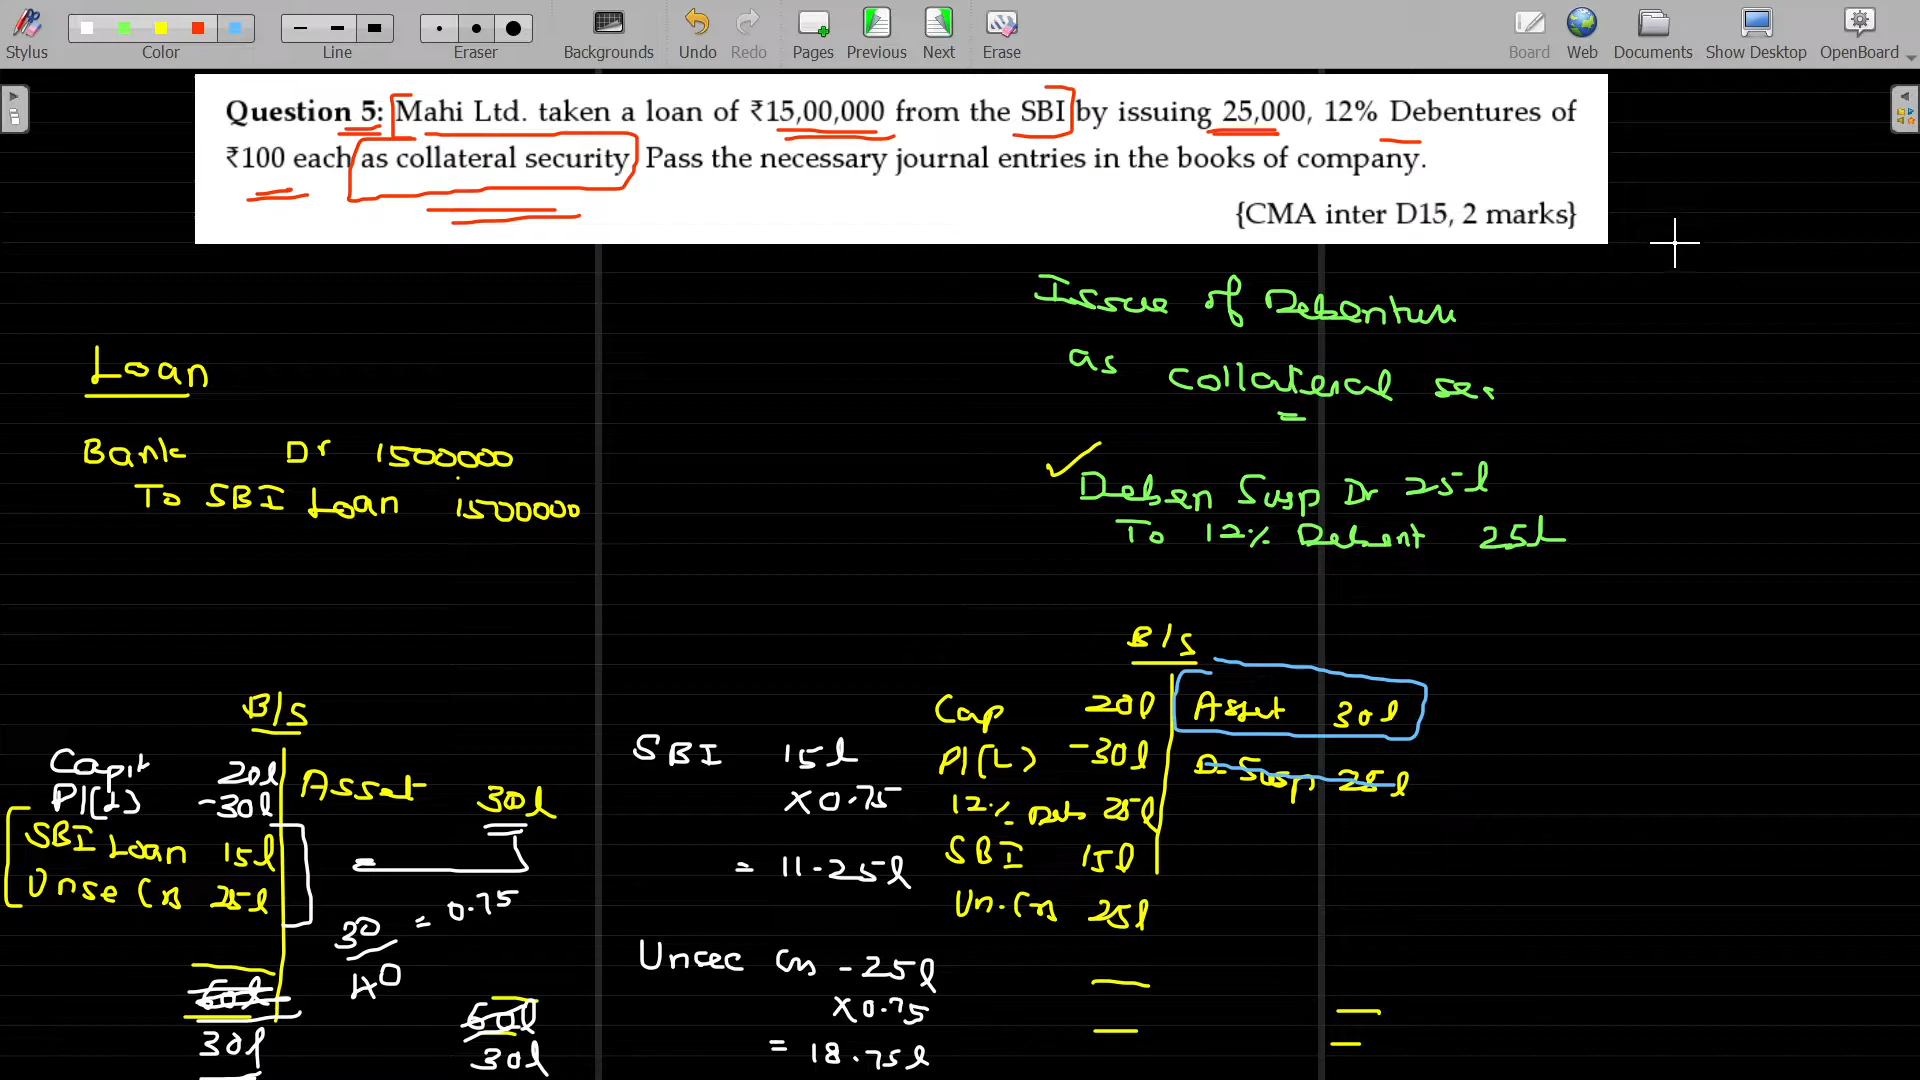 Stylus
Color
Line
Eraser
Backgrounds
Undo
Redo
Pages
Previous
Next
Erase
Board
Web
Documents
Show Desktop
OpenBoard
Question 5: Mahi Ltd. taken a loan of ₹15,00,000 from the SBI by issuing 25,000, 12% Debentures of
₹100 each as collateral security. Pass the necessary journal entries in the books of company.
{CMA inter D15, 2 marks}
Loan
Bank Dr 1500000
To SBI Loan 1500000
Issue of Debenture
as collateral sec
Deben Susp Dr 25l
To 12% Debent 25l
B/S
Capit 20l
Pl(L) -30l
SBI Loan 15l
Unse Crs 25l
60l
30l
Asset 30l
30/40 = 0.75
60l
30l
SBI 15l
x0.75
= 11.25l
Unsec Crs - 25l
x0.75
= 18.75l
B/S
Cap 20l
Pl(L) -30l
12% Deb 25l
SBI 15l
Un. Crs 25l
Asset 30l
D. Susp 25l